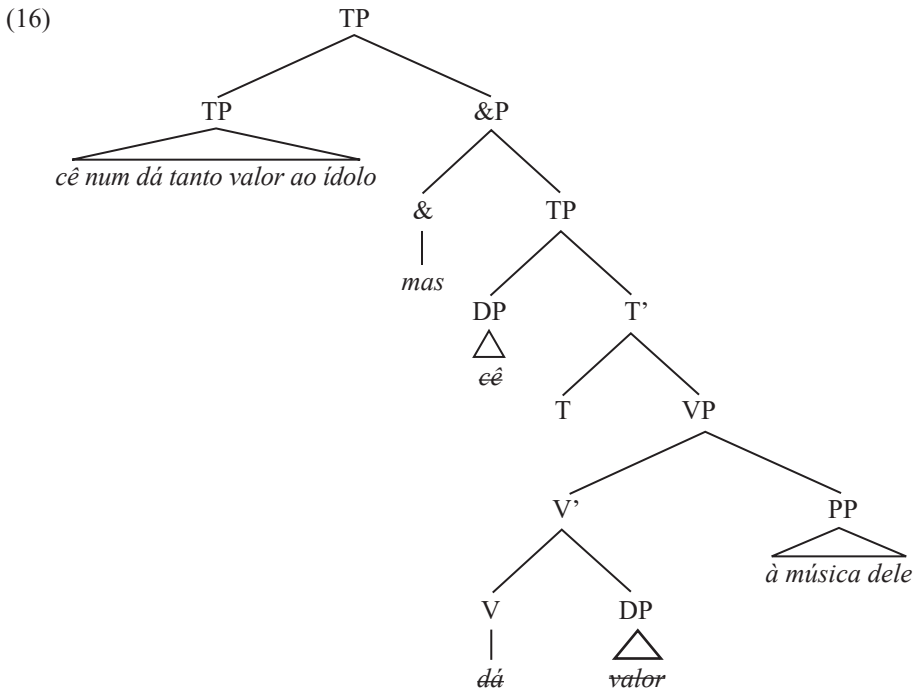 (16)
TP
TP &P
cê num dá tanto valor ao ídolo
& TP
mas
DP T’
cê
T VP
V’ PP
à música dele
V DP
dá valor